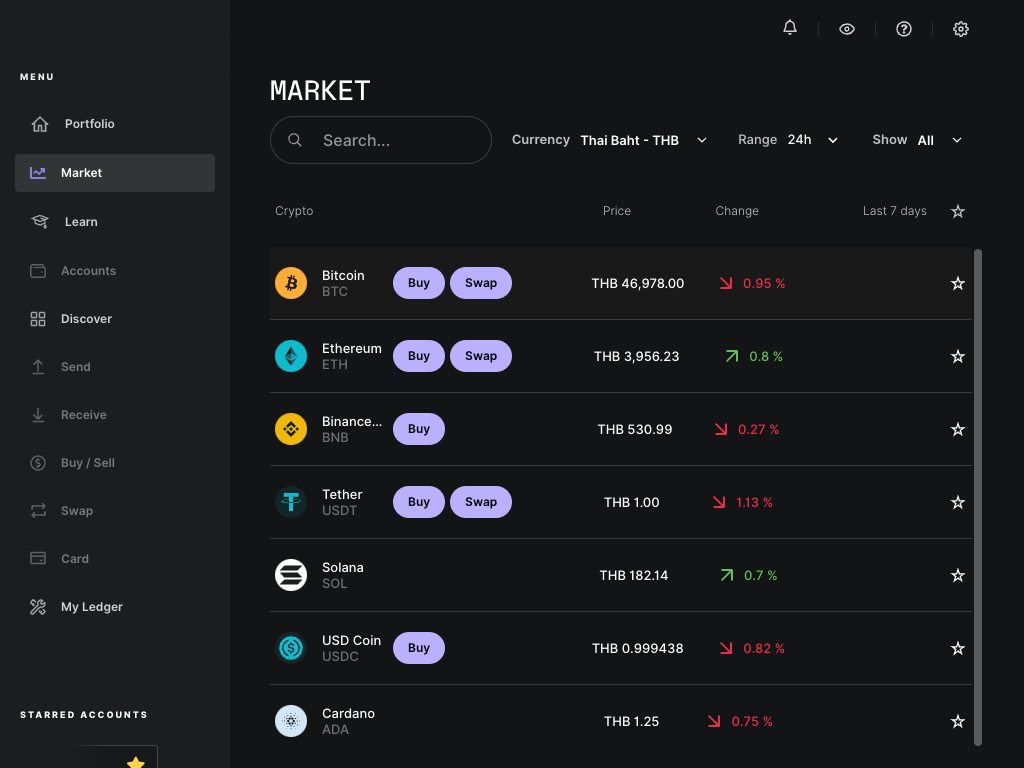 MENU
Portfolio
Market
Learn
Accounts
Discover
Send
Receive
Buy / Sell
Swap
Card
My Ledger
STARRED ACCOUNTS
MARKET
Search...
Currency Thai Baht - THB
Range 24h
Show All
Crypto Price Change Last 7 days
Bitcoin
BTC
Buy Swap THB 46,978.00 0.95 %
Ethereum
ETH
Buy Swap THB 3,956.23 0.8 %
Binance...
BNB
Buy THB 530.99 0.27 %
Tether
USDT
Buy Swap THB 1.00 1.13 %
Solana
SOL
THB 182.14 0.7 %
USD Coin
USDC
Buy THB 0.999438 0.82 %
Cardano
ADA
THB 1.25 0.75 %